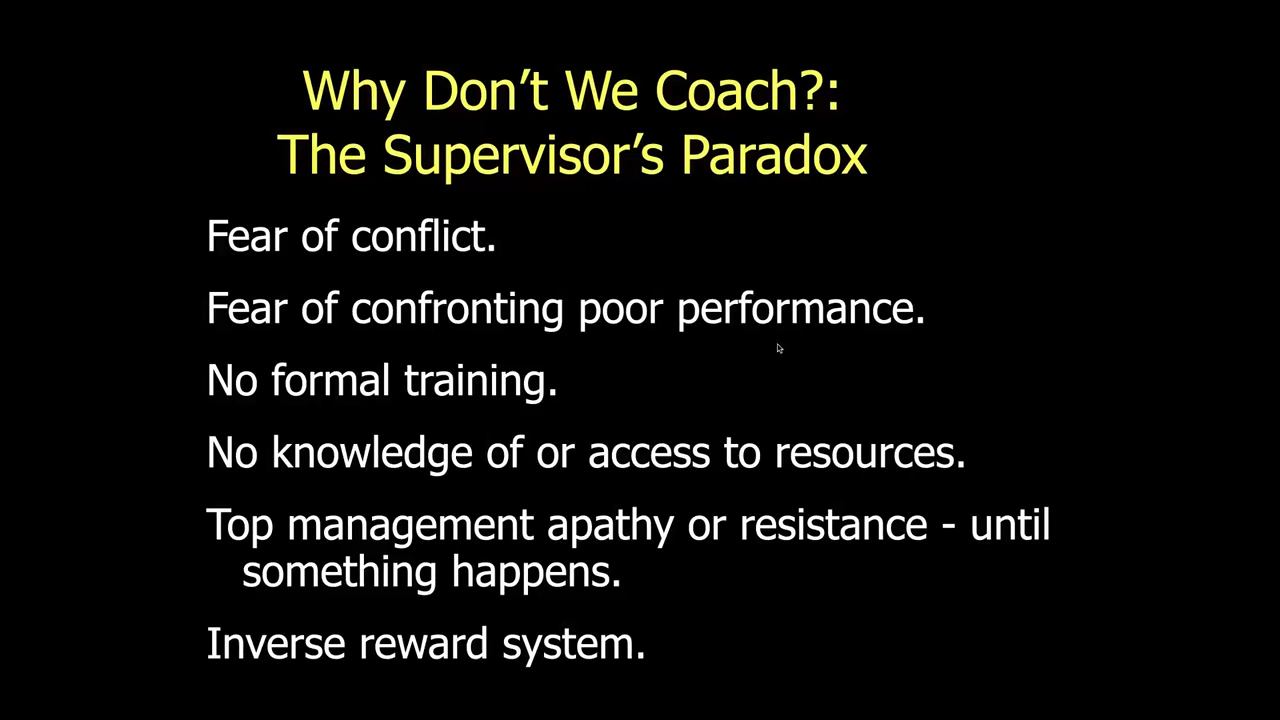 Why Don’t We Coach?:
The Supervisor’s Paradox
Fear of conflict.
Fear of confronting poor performance.
No formal training.
No knowledge of or access to resources.
Top management apathy or resistance - until
something happens.
Inverse reward system.